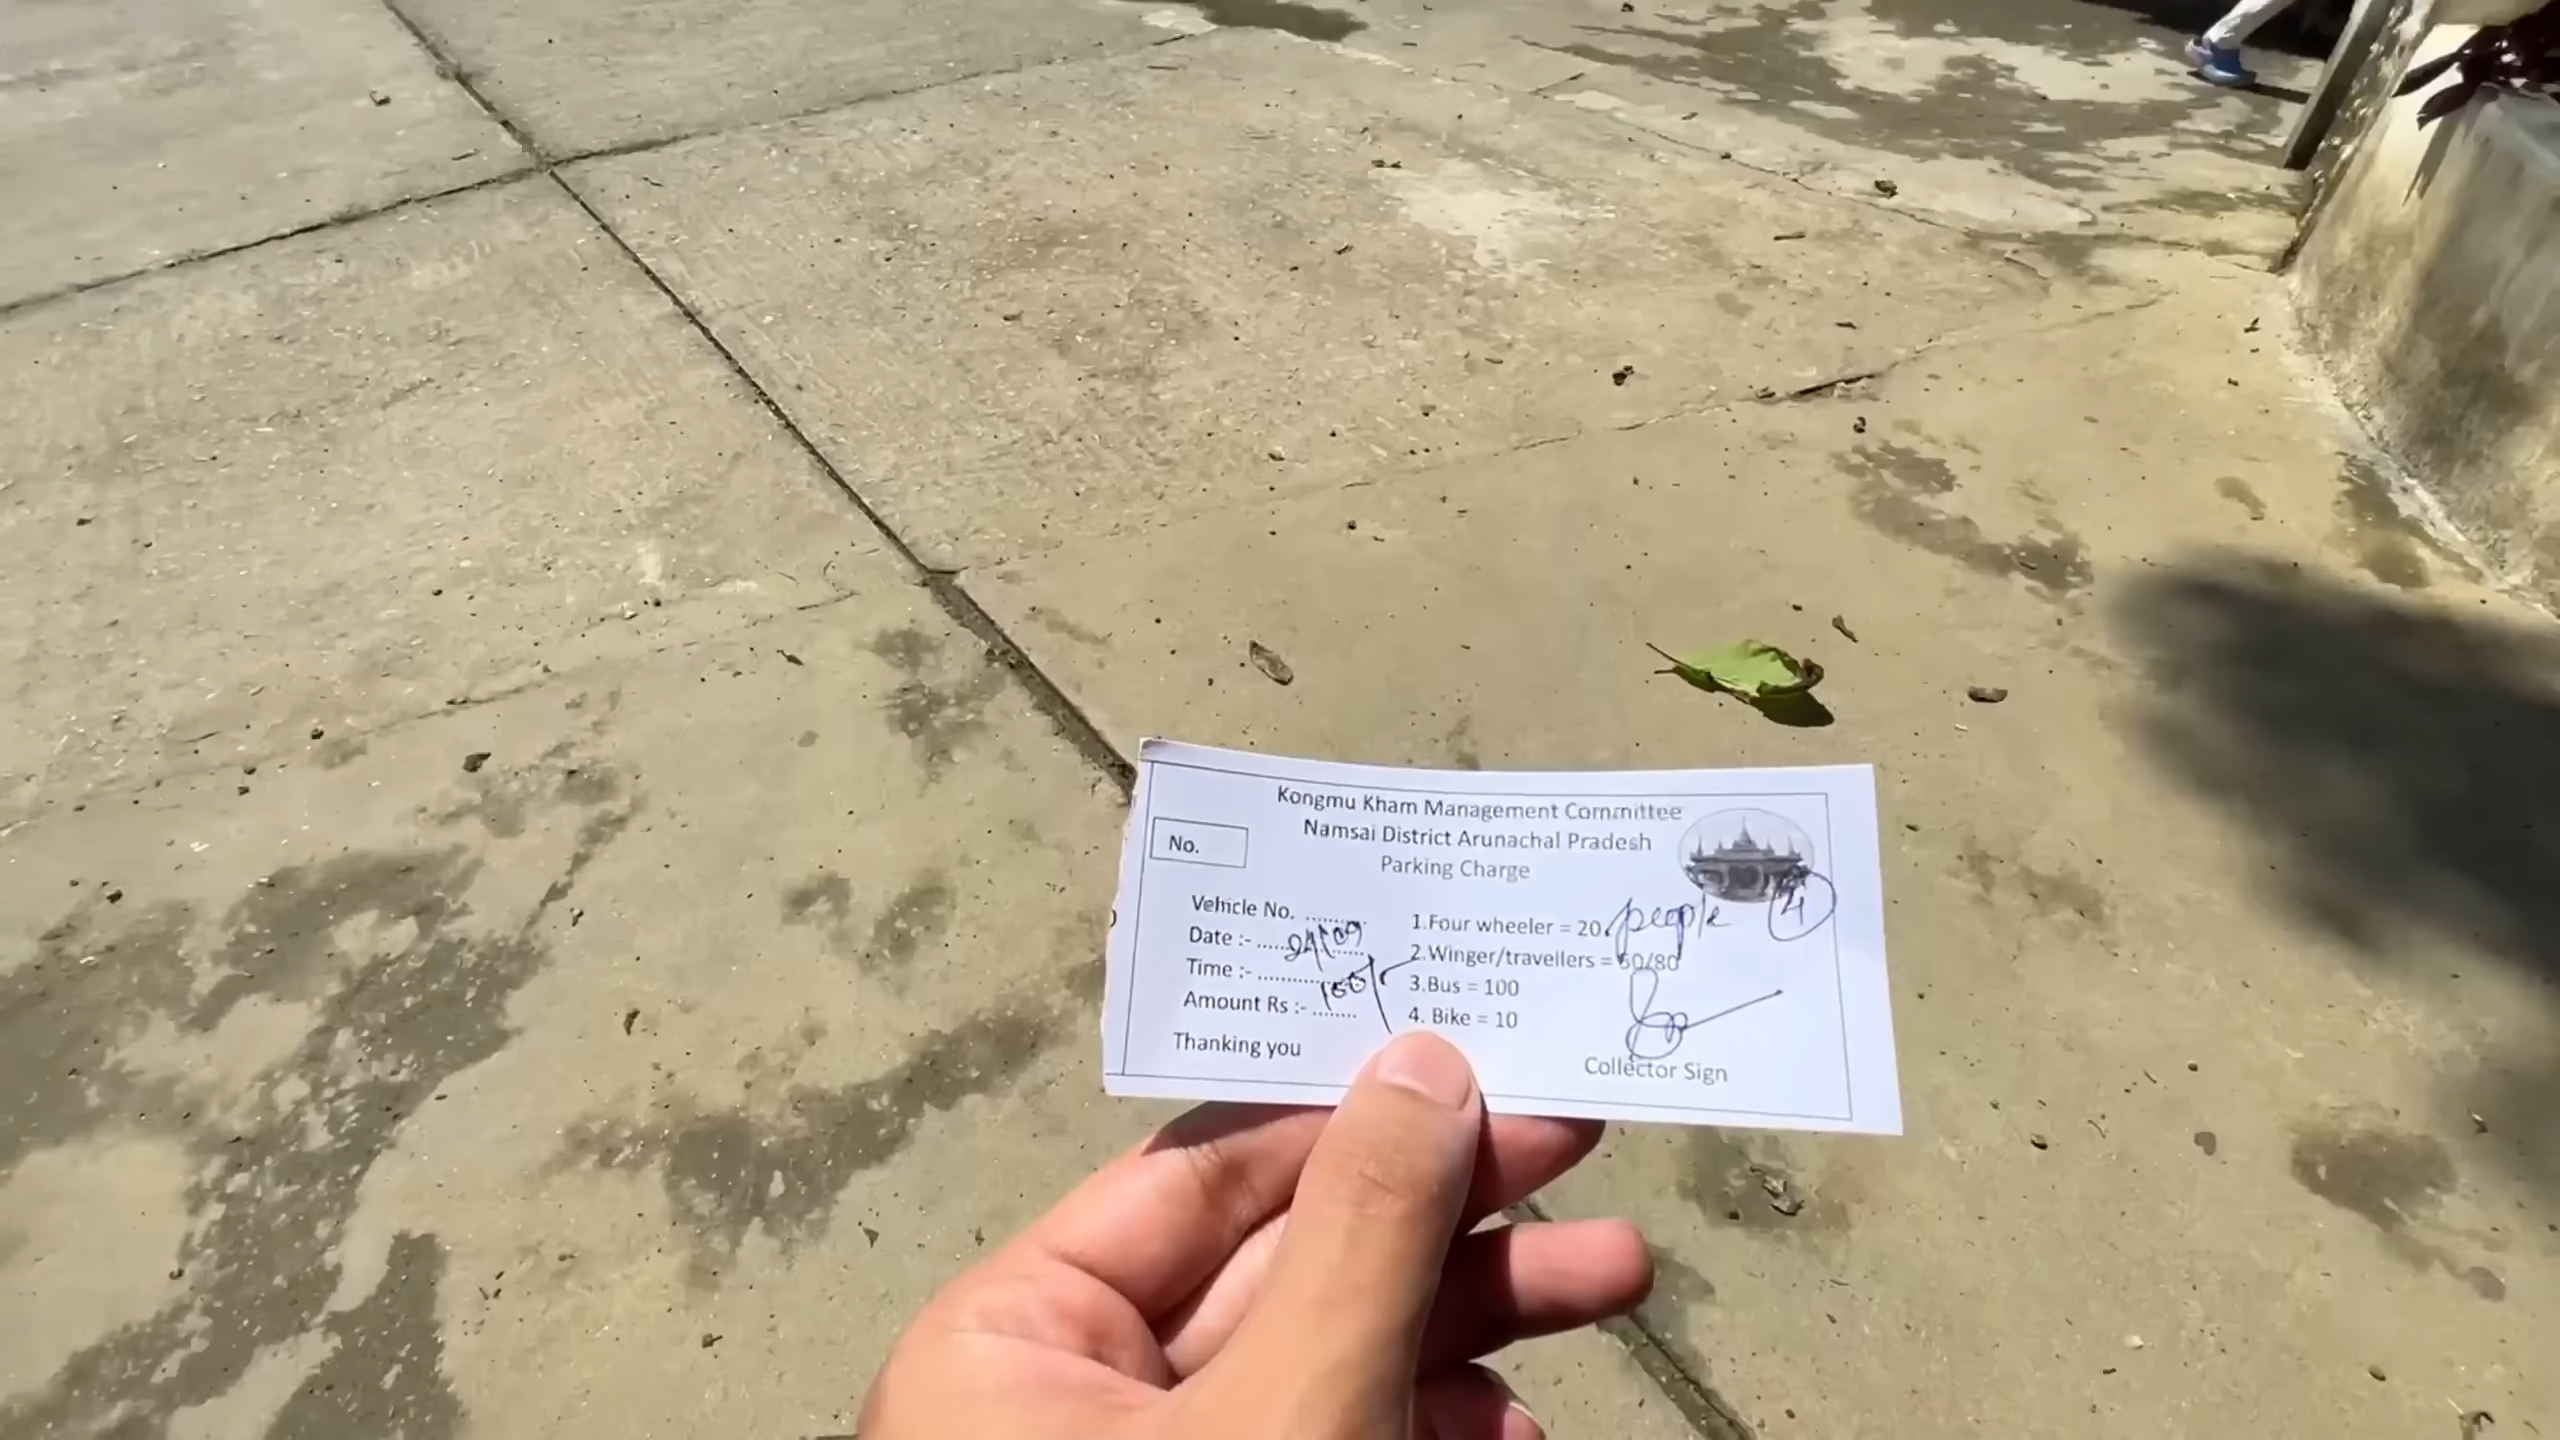 Kongmu Kham Management Committee
Namsai District Arunachal Pradesh
Parking Charge
No.
Vehicle No. ........
Date :- ...... 24/09
Time :- ............
Amount Rs :- ........ 100/-
Thanking you
1.Four wheeler = 20 people 4
2.Winger/travellers = 60/80
3.Bus = 100
4. Bike = 10
Collector Sign